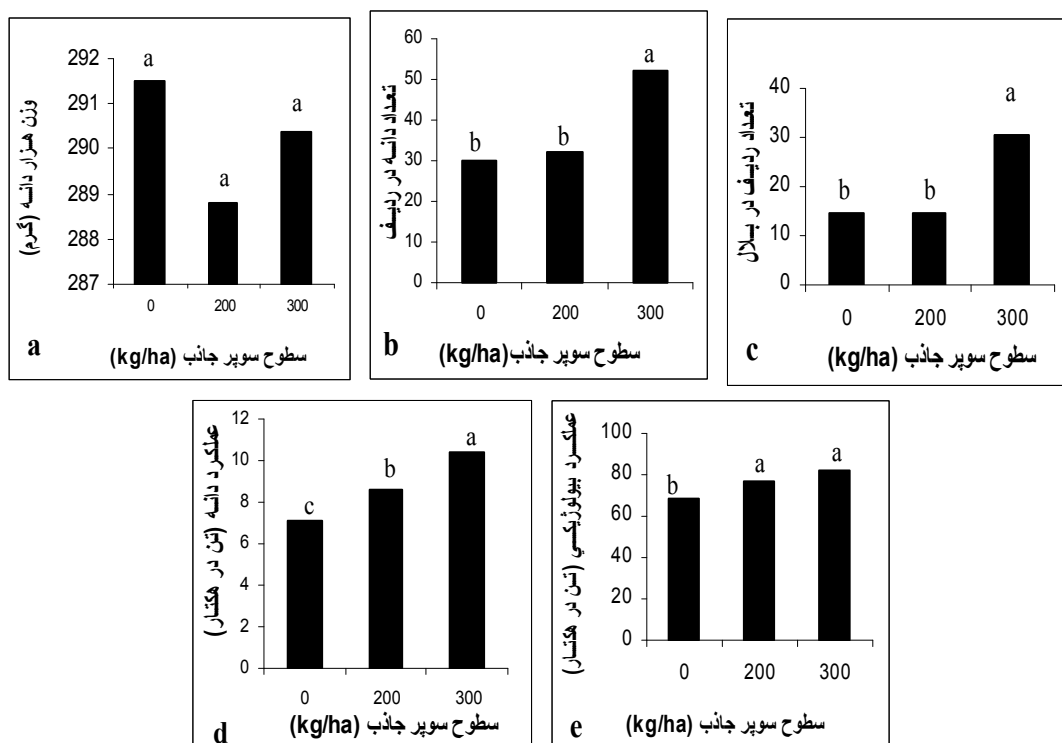 وزن هزار دانه (گرم)
292
291
290
289
288
287
a
a
a
0
200
300
سطوح سوپر جاذب (kg/ha)
a
تعداد دانه در ردیف
60
50
40
30
20
10
0
b
b
a
0
200
300
سطوح سوپر جاذب (kg/ha)
b
تعداد ردیف در بلال
40
30
20
10
0
b
b
a
0
200
300
سطوح سوپر جاذب (kg/ha)
c
عملکرد دانه (تن در هکتار)
12
10
8
6
4
2
0
c
b
a
0
200
300
سطوح سوپر جاذب (kg/ha)
d
عملکرد بیولوژیکي (تن در هکتار)
100
80
60
40
20
0
b
a
a
0
200
300
سطوح سوپر جاذب (kg/ha)
e